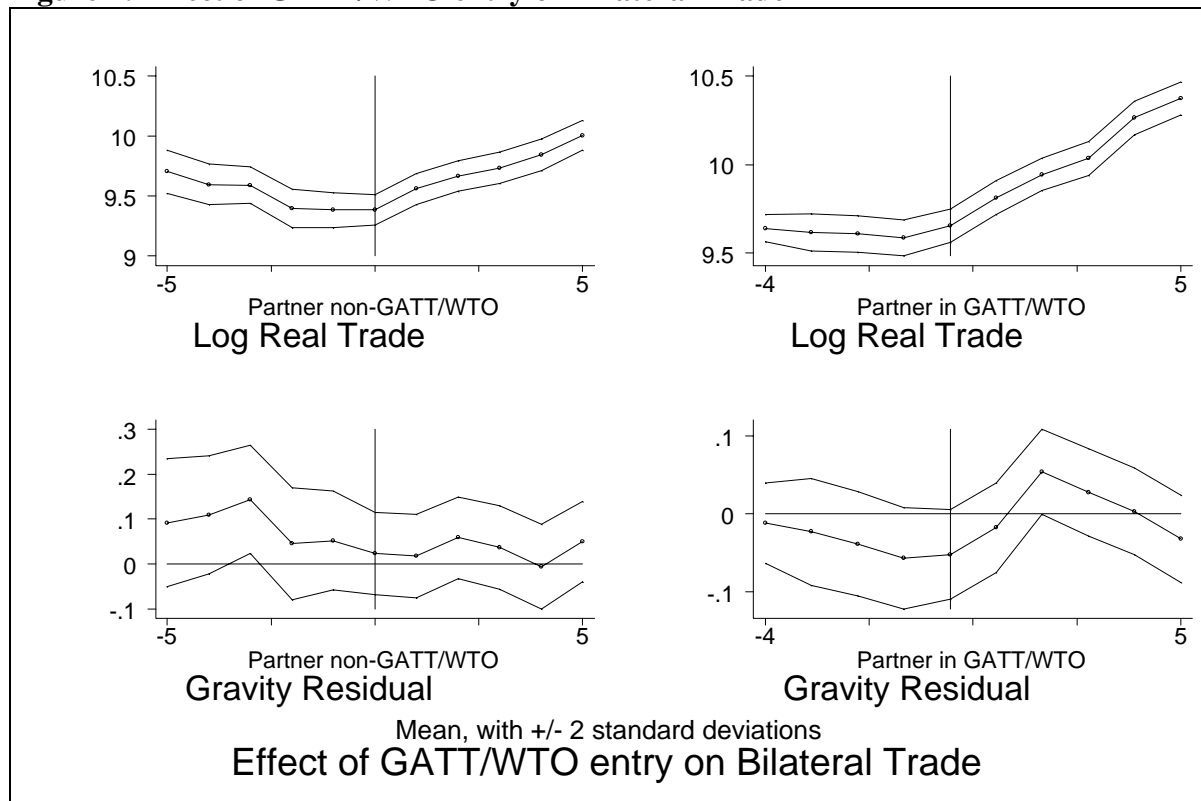 10.5
10
9.5
9
-5
5
Partner non-GATT/WTO
Log Real Trade
10.5
10
9.5
-4
5
Partner in GATT/WTO
Log Real Trade
.3
.2
.1
0
-.1
-5
5
Partner non-GATT/WTO
Gravity Residual
.1
0
-.1
-4
5
Partner in GATT/WTO
Gravity Residual
Mean, with +/- 2 standard deviations
Effect of GATT/WTO entry on Bilateral Trade